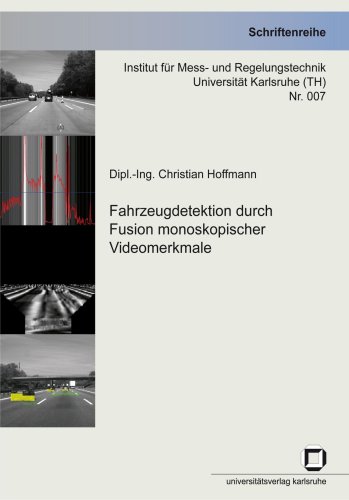 Schriftenreihe
Institut für Mess- und Regelungstechnik
Universität Karlsruhe (TH)
Nr. 007
Dipl.-Ing. Christian Hoffmann
Fahrzeugdetektion durch
Fusion monoskopischer
Videomerkmale
universitätsverlag karlsruhe